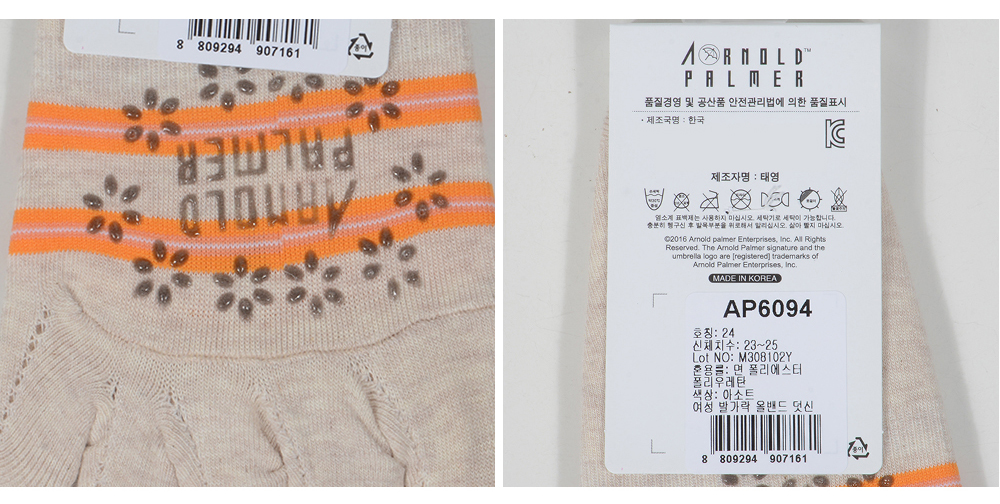 8 809294 907161
종이
ARNOLD
PALMER
ARNOLD™
PALMER
품질경영 및 공산품 안전관리법에 의한 품질표시
· 제조국명 : 한국
제조자명 : 태영
염소계 표백제는 사용하지 마십시오. 세탁기로 세탁이 가능합니다.
충분히 헹구신 후 발목부분을 위로해서 말리십시오. 삶아 빨지 마십시오.
©2016 Arnold palmer Enterprises, Inc. All Rights
Reserved. The Arnold Palmer signature and the
umbrella logo are [registered] trademarks of
Arnold Palmer Enterprises, Inc.
MADE IN KOREA
AP6094
호칭: 24
신체치수: 23~25
Lot NO: M308102Y
혼용률: 면 폴리에스터
폴리우레탄
색상: 아소트
여성 발가락 올밴드 덧신
8 809294 907161
종이